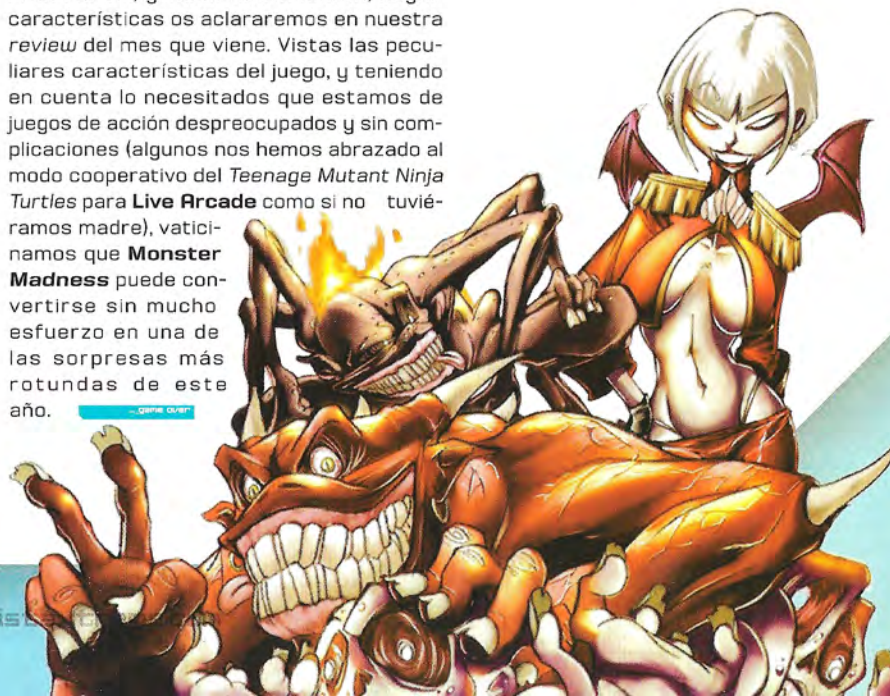 características os aclararemos en nuestra
review del mes que viene. Vistas las pecu-
liares características del juego, y teniendo
en cuenta lo necesitados que estamos de
juegos de acción despreocupados y sin com-
plicaciones (algunos nos hemos abrazado al
modo cooperativo del Teenage Mutant Ninja
Turtles para Live Arcade como si no tuvié-
ramos madre), vatici-
namos que Monster
Madness puede con-
vertirse sin mucho
esfuerzo en una de
las sorpresas más
rotundas de este
año.
...game over